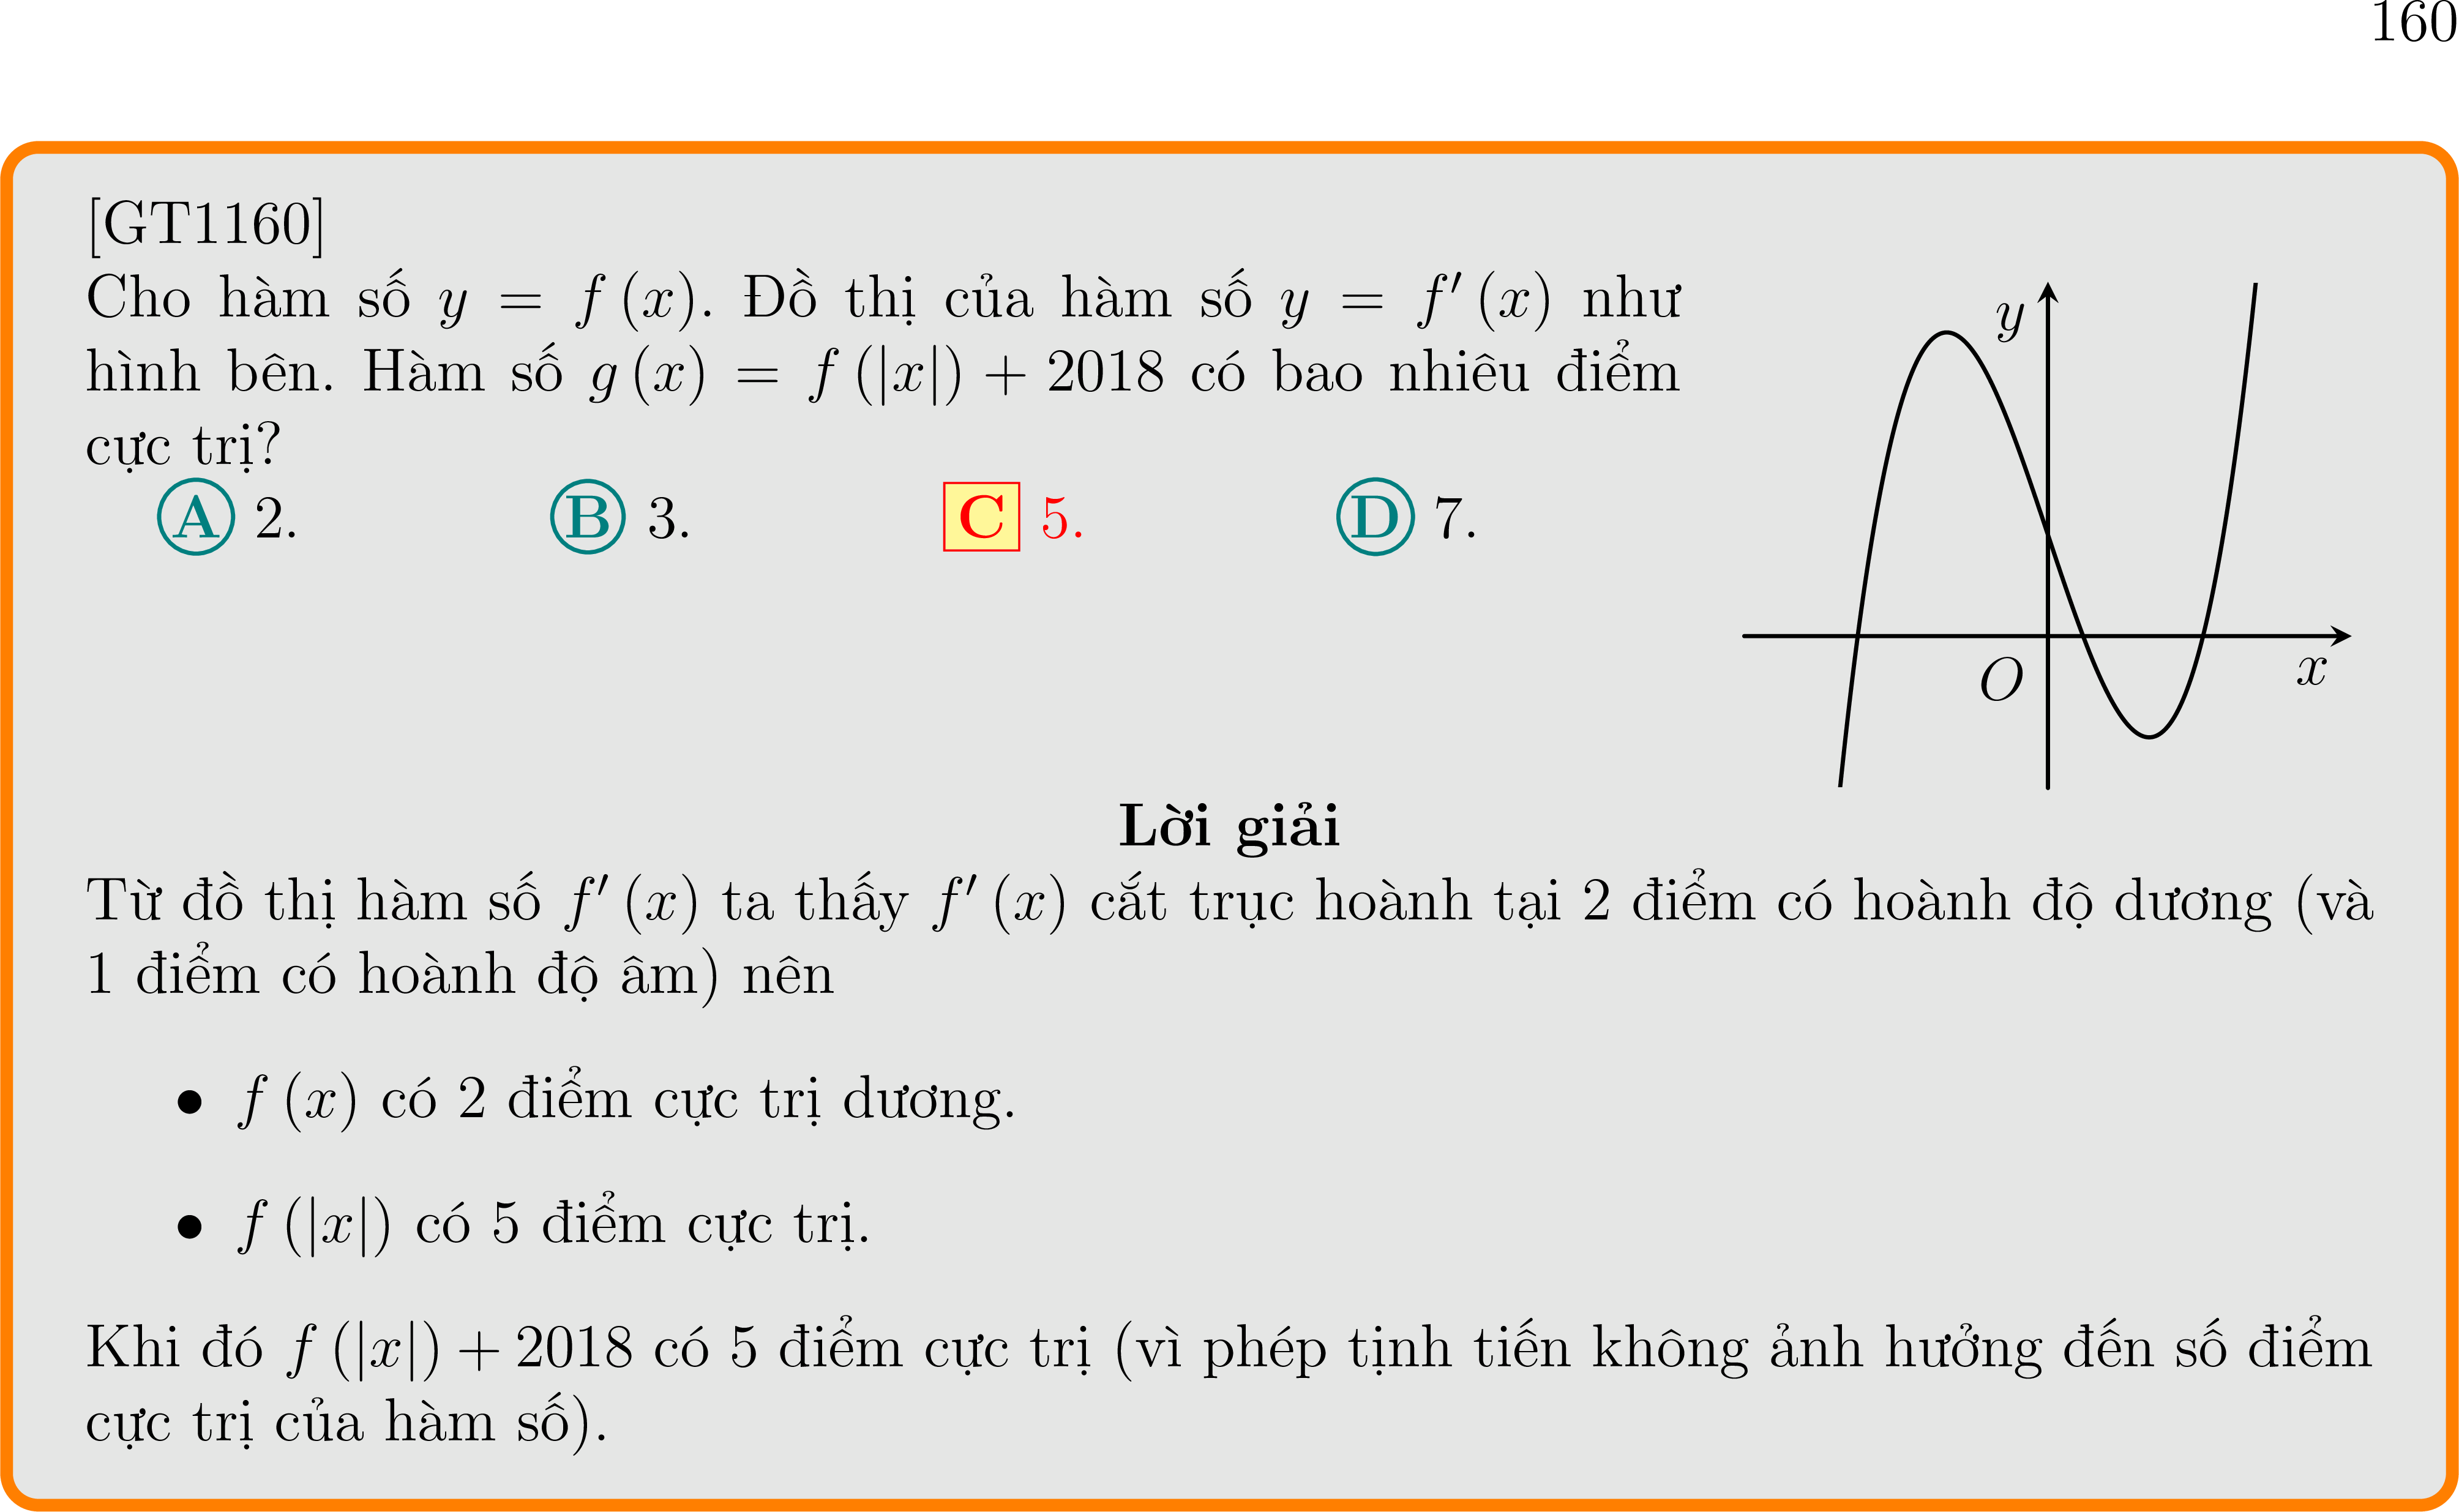 160
[GT1160]
Cho hàm số y = f (x). Đồ thị của hàm số y = f′ (x) như
hình bên. Hàm số g (x) = f (|x|) + 2018 có bao nhiêu điểm
cực trị?
A 2. B 3. C 5. D 7.
y
O
x
Lời giải
Từ đồ thị hàm số f′ (x) ta thấy f′ (x) cắt trục hoành tại 2 điểm có hoành độ dương (và
1 điểm có hoành độ âm) nên
• f (x) có 2 điểm cực trị dương.
• f (|x|) có 5 điểm cực trị.
Khi đó f (|x|) + 2018 có 5 điểm cực trị (vì phép tịnh tiến không ảnh hưởng đến số điểm
cực trị của hàm số).